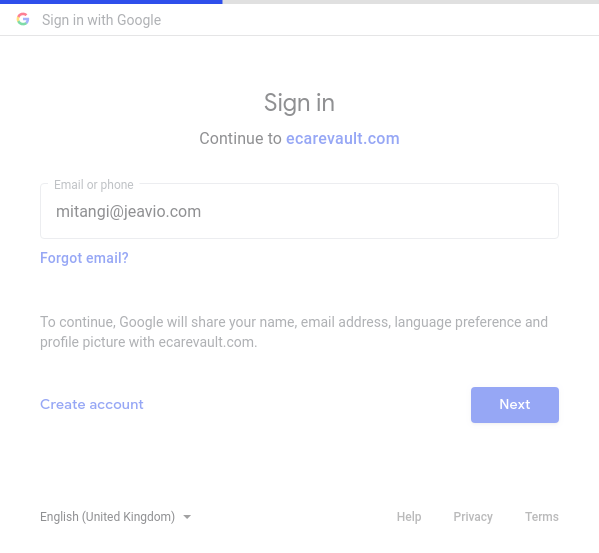 Sign in with Google
Sign in
Continue to ecarevault.com
Email or phone
mitangi@jeavio.com
Forgot email?
To continue, Google will share your name, email address, language preference and
profile picture with ecarevault.com.
Create account
Next
English (United Kingdom)
Help
Privacy
Terms